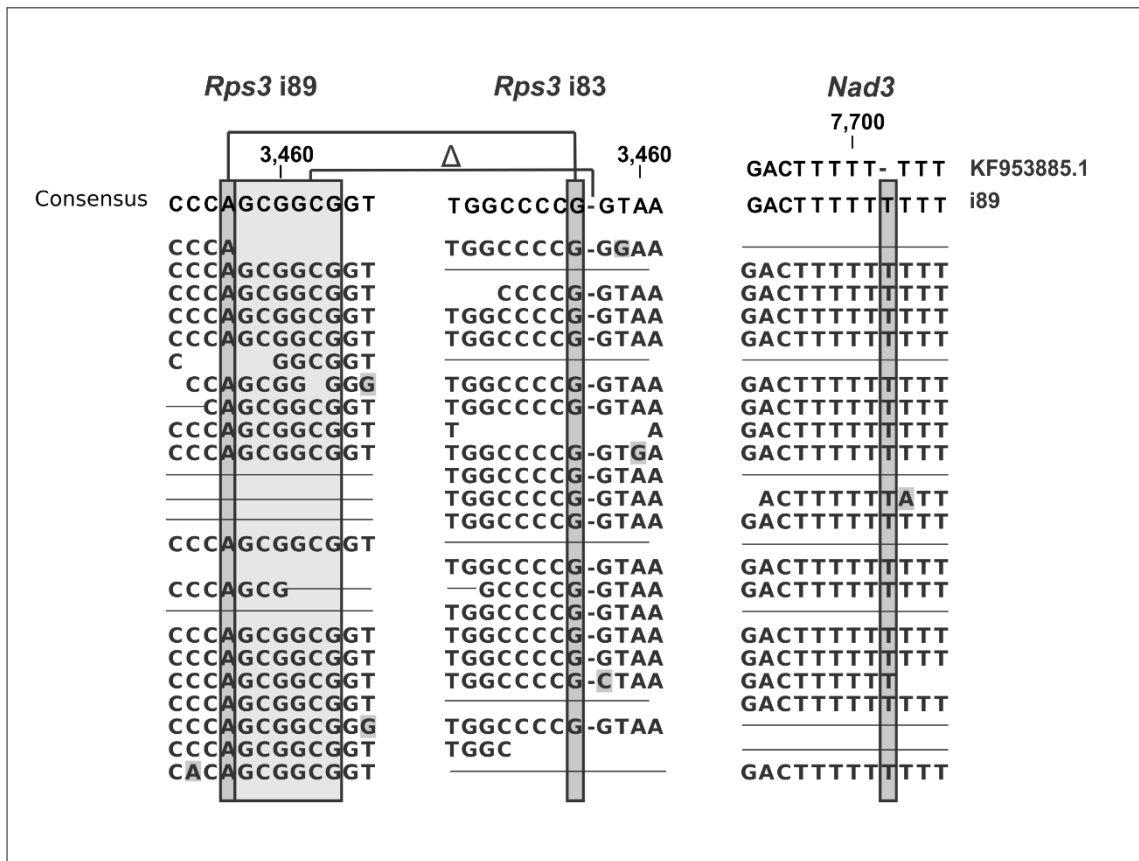 Rps3 i89 Rps3 i83 Nad3
7,700
3,460 Δ 3,460
GACTTTTT-TTT KF953885.1
Consensus CCCAGCGGCGGT TGGCCCCG-GTAA GACTTTTTTTTT i89
CCCA TGGCCCCG-GGAA
CCCAGCGGCGGT GACTTTTTTTTT
CCCAGCGGCGGT CCCCG-GTAA GACTTTTTTTTT
CCCAGCGGCGGT TGGCCCCG-GTAA GACTTTTTTTTT
CCCAGCGGCGGT TGGCCCCG-GTAA GACTTTTTTTTT
C GGCGGT
CCAGCGG GGG TGGCCCCG-GTAA GACTTTTTTTTT
CAGCGGCGGT TGGCCCCG-GTAA GACTTTTTTTTT
CCCAGCGGCGGT T A GACTTTTTTTTT
CCCAGCGGCGGT TGGCCCCG-GTGA GACTTTTTTTTT
TGGCCCCG-GTAA
TGGCCCCG-GTAA ACTTTTTTATT
TGGCCCCG-GTAA GACTTTTTTTTT
CCCAGCGGCGGT
TGGCCCCG-GTAA GACTTTTTTTTT
CCCAGCG GCCCCG-GTAA GACTTTTTTTTT
TGGCCCCG-GTAA
CCCAGCGGCGGT TGGCCCCG-GTAA GACTTTTTTTTT
CCCAGCGGCGGT TGGCCCCG-GTAA GACTTTTTTTTT
CCCAGCGGCGGT TGGCCCCG-CTAA GACTTTTTT
CCCAGCGGCGGT GACTTTTTTTTT
CCCAGCGGCGGG TGGCCCCG-GTAA
CCCAGCGGCGGT TGGC
CACAGCGGCGGT GACTTTTTTTTT